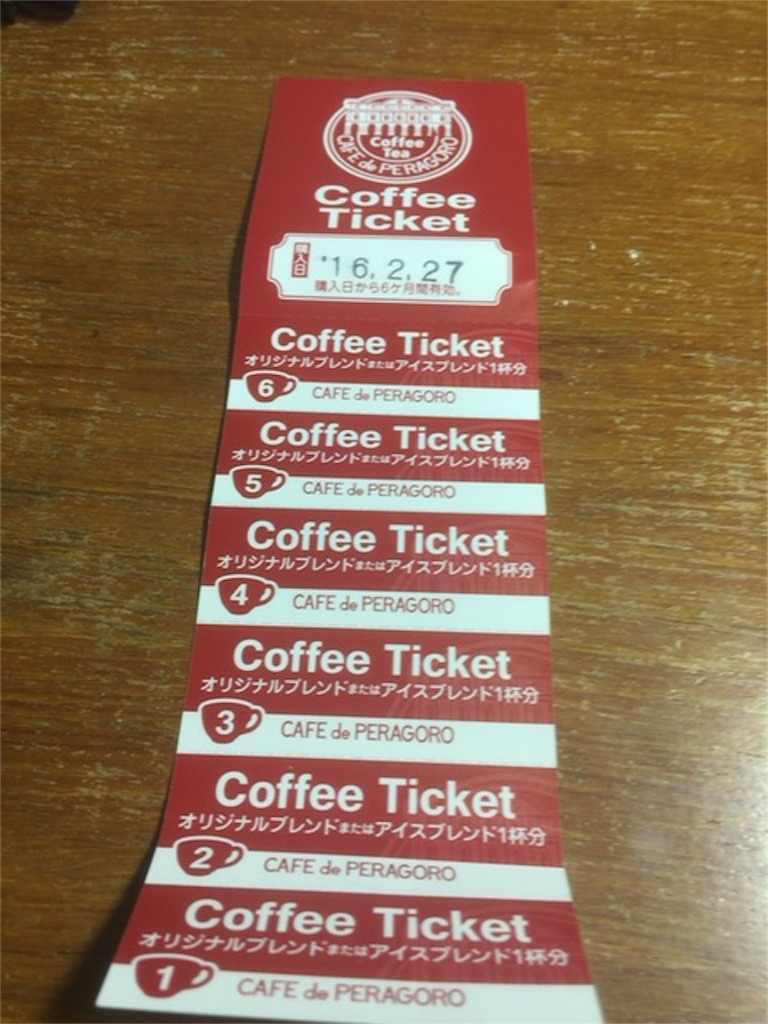 Coffee
Tea
CAFE de PERAGORO
Coffee
Ticket
購入日
'16.2.27
購入日から6ケ月間有効。
Coffee Ticket
オリジナルブレンドまたはアイスブレンド1杯分
6
CAFE de PERAGORO
Coffee Ticket
オリジナルブレンドまたはアイスブレンド1杯分
5
CAFE de PERAGORO
Coffee Ticket
オリジナルブレンドまたはアイスブレンド1杯分
4
CAFE de PERAGORO
Coffee Ticket
オリジナルブレンドまたはアイスブレンド1杯分
3
CAFE de PERAGORO
Coffee Ticket
オリジナルブレンドまたはアイスブレンド1杯分
2
CAFE de PERAGORO
Coffee Ticket
オリジナルブレンドまたはアイスブレンド1杯分
1
CAFE de PERAGORO